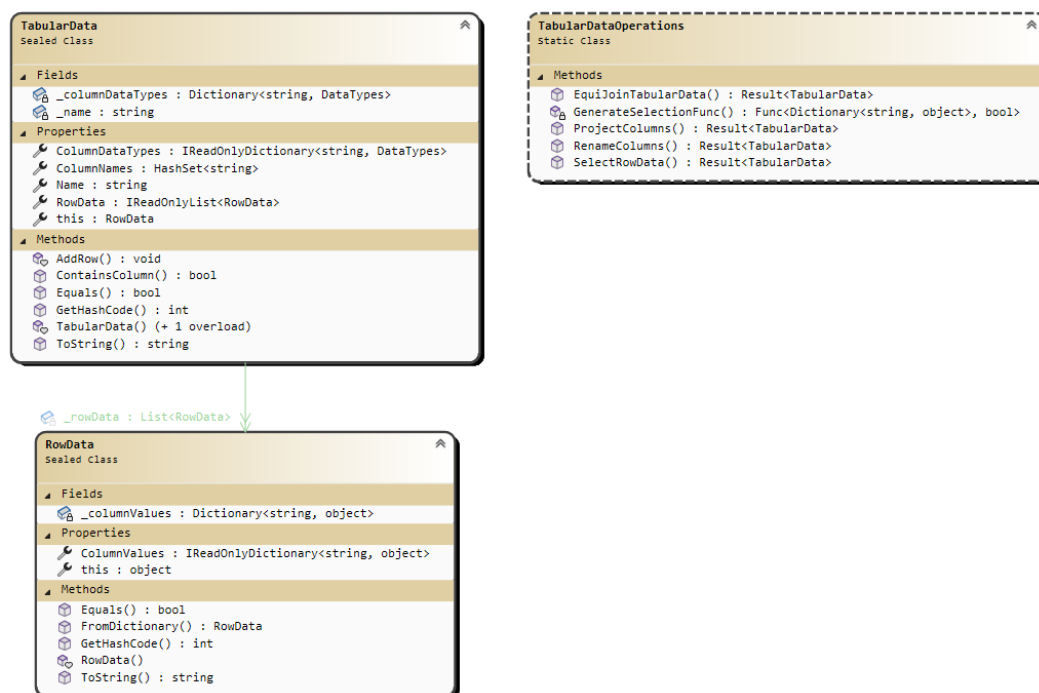 TabularData
Sealed Class
Fields
_columnDataTypes : Dictionary<string, DataTypes>
_name : string
Properties
ColumnDataTypes : IReadOnlyDictionary<string, DataTypes>
ColumnNames : HashSet<string>
Name : string
RowData : IReadOnlyList<RowData>
this : RowData
Methods
AddRow() : void
ContainsColumn() : bool
Equals() : bool
GetHashCode() : int
TabularData() (+ 1 overload)
ToString() : string
_rowData : List<RowData>
RowData
Sealed Class
Fields
_columnValues : Dictionary<string, object>
Properties
ColumnValues : IReadOnlyDictionary<string, object>
this : object
Methods
Equals() : bool
FromDictionary() : RowData
GetHashCode() : int
RowData()
ToString() : string
TabularDataOperations
Static Class
Methods
EquiJoinTabularData() : Result<TabularData>
GenerateSelectionFunc() : Func<Dictionary<string, object>, bool>
ProjectColumns() : Result<TabularData>
RenameColumns() : Result<TabularData>
SelectRowData() : Result<TabularData>